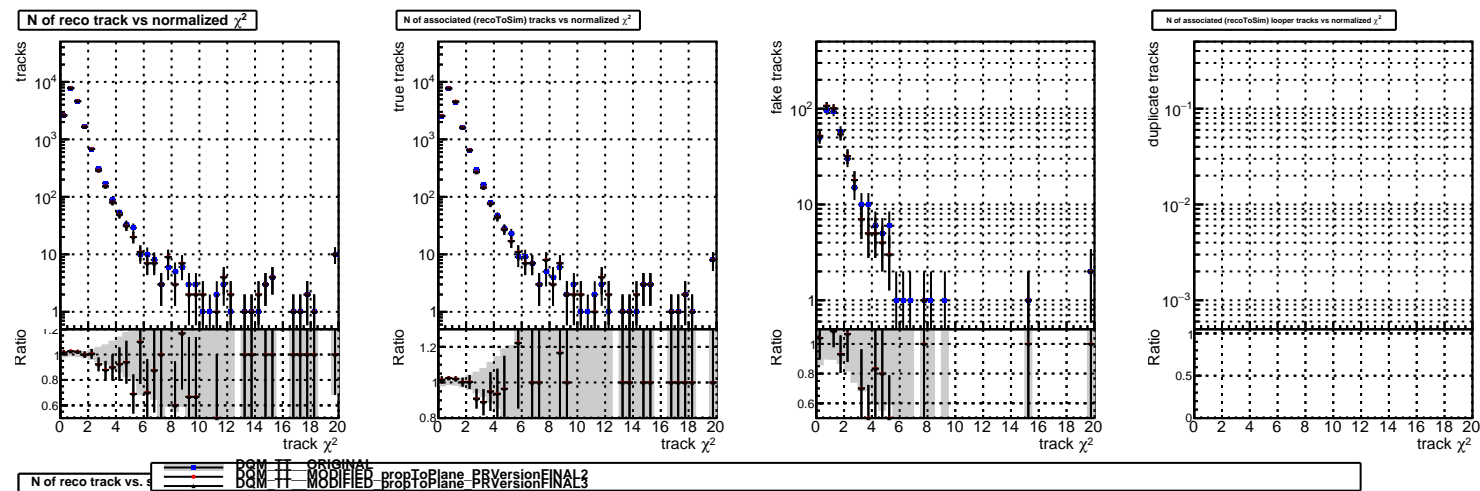 N of reco track vs normalized χ²
N of associated (recoToSim) tracks vs normalized χ²
N of associated (recoToSim) looper tracks vs normalized χ²
tracks
10⁴
10³
10²
10
1
Ratio
1.2
1
0.8
0.6
0 2 4 6 8 10 12 14 16 18 20
track χ²
true tracks
10⁴
10³
10²
10
1
Ratio
1.2
1
0.8
0 2 4 6 8 10 12 14 16 18 20
track χ²
fake tracks
10²
10
1
Ratio
1
0.8
0.6
0 2 4 6 8 10 12 14 16 18 20
track χ²
duplicate tracks
10⁻¹
10⁻²
10⁻³
Ratio
1
0.5
0
0 2 4 6 8 10 12 14 16 18 20
track χ²
N of reco track vs. s
DQM_TT__ORIGINAL
DQM_TT__MODIFIED_propToPlane_PRVersionFINAL2
DQM_TT__MODIFIED_propToPlane_PRVersionFINAL3